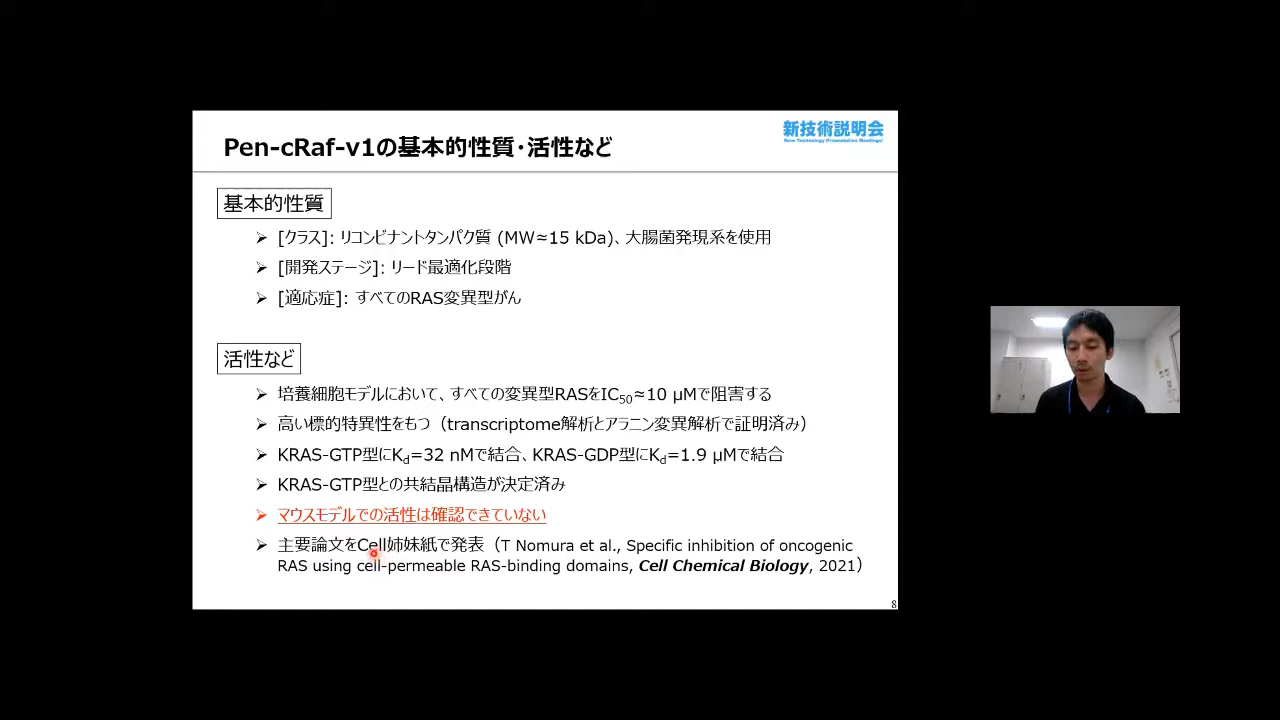 新技術説明会
New Technology Presentation Meetings!
Pen-cRaf-v1の基本的性質・活性など
基本的性質
➢ [クラス]: リコンビナントタンパク質 (MW≈15 kDa)、大腸菌発現系を使用
➢ [開発ステージ]: リード最適化段階
➢ [適応症]: すべてのRAS変異型がん
活性など
➢ 培養細胞モデルにおいて、すべての変異型RASをIC50≈10 μMで阻害する
➢ 高い標的特異性をもつ（transcriptome解析とアラニン変異解析で証明済み）
➢ KRAS-GTP型にKd=32 nMで結合、KRAS-GDP型にKd=1.9 μMで結合
➢ KRAS-GTP型との共結晶構造が決定済み
➢ マウスモデルでの活性は確認できていない
➢ 主要論文をCell姉妹紙で発表（T Nomura et al., Specific inhibition of oncogenic
RAS using cell-permeable RAS-binding domains, Cell Chemical Biology, 2021）
8